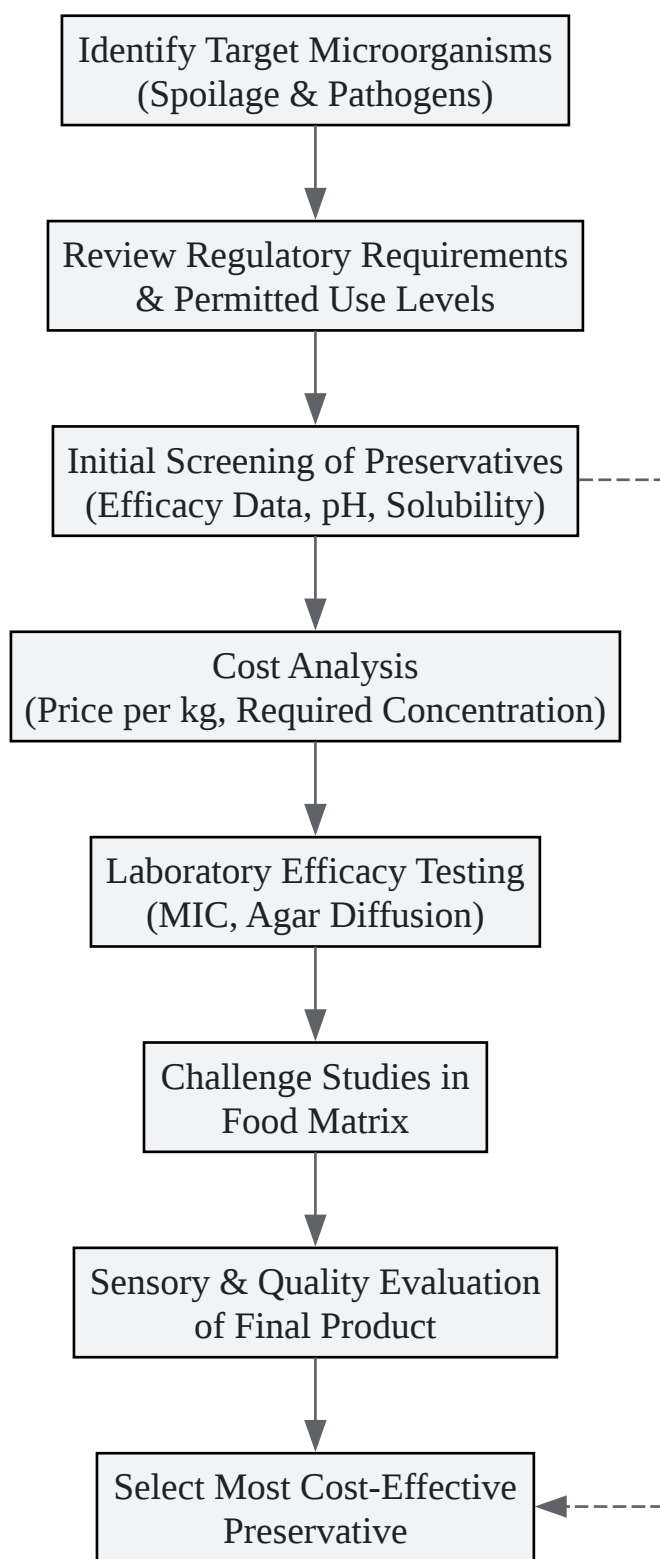 Identify Target Microorganisms
(Spoilage & Pathogens)
Review Regulatory Requirements
& Permitted Use Levels
Initial Screening of Preservatives
(Efficacy Data, pH, Solubility)
Cost Analysis
(Price per kg, Required Concentration)
Laboratory Efficacy Testing
(MIC, Agar Diffusion)
Challenge Studies in
Food Matrix
Sensory & Quality Evaluation
of Final Product
Select Most Cost-Effective
Preservative